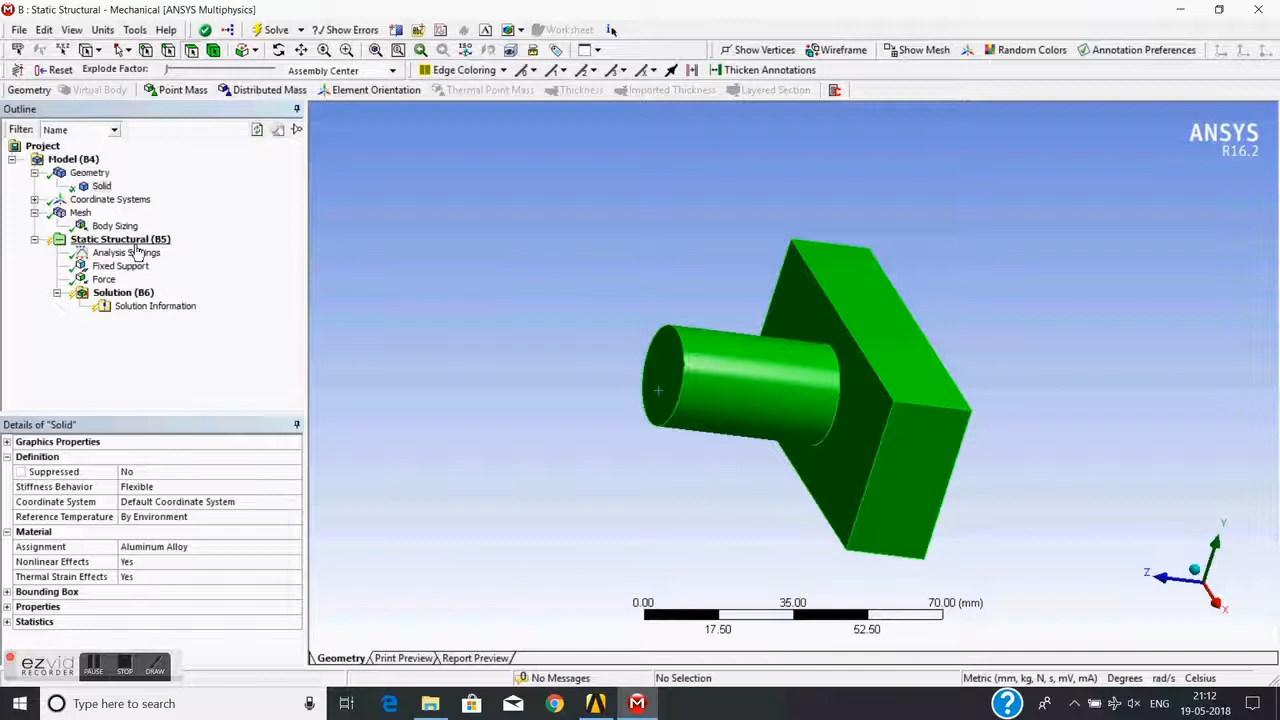 B : Static Structural - Mechanical [ANSYS Multiphysics]
File Edit View Units Tools Help Solve ?/ Show Errors Worksheet
Show Vertices Wireframe Show Mesh Random Colors Annotation Preferences
Reset Explode Factor: Assembly Center Edge Coloring Thicken Annotations
Geometry Virtual Body Point Mass Distributed Mass Element Orientation Thermal Point Mass Thickness Imported Thickness Layered Section
Outline
Filter: Name
Project
Model (B4)
Geometry
Solid
Coordinate Systems
Mesh
Body Sizing
Static Structural (B5)
Analysis Settings
Fixed Support
Force
Solution (B6)
Solution Information
Details of "Solid"
Graphics Properties
Definition
Suppressed No
Stiffness Behavior Flexible
Coordinate System Default Coordinate System
Reference Temperature By Environment
Material
Assignment Aluminum Alloy
Nonlinear Effects Yes
Thermal Strain Effects Yes
Bounding Box
Properties
Statistics
ANSYS
R16.2
Y
Z
X
0.00 35.00 70.00 (mm)
17.50 52.50
Geometry Print Preview Report Preview
ezvid
RECORDER
PAUSE STOP DRAW
0 No Messages No Selection Metric (mm, kg, N, s, mV, mA) Degrees rad/s Celsius
Type here to search
21:12
19-05-2018